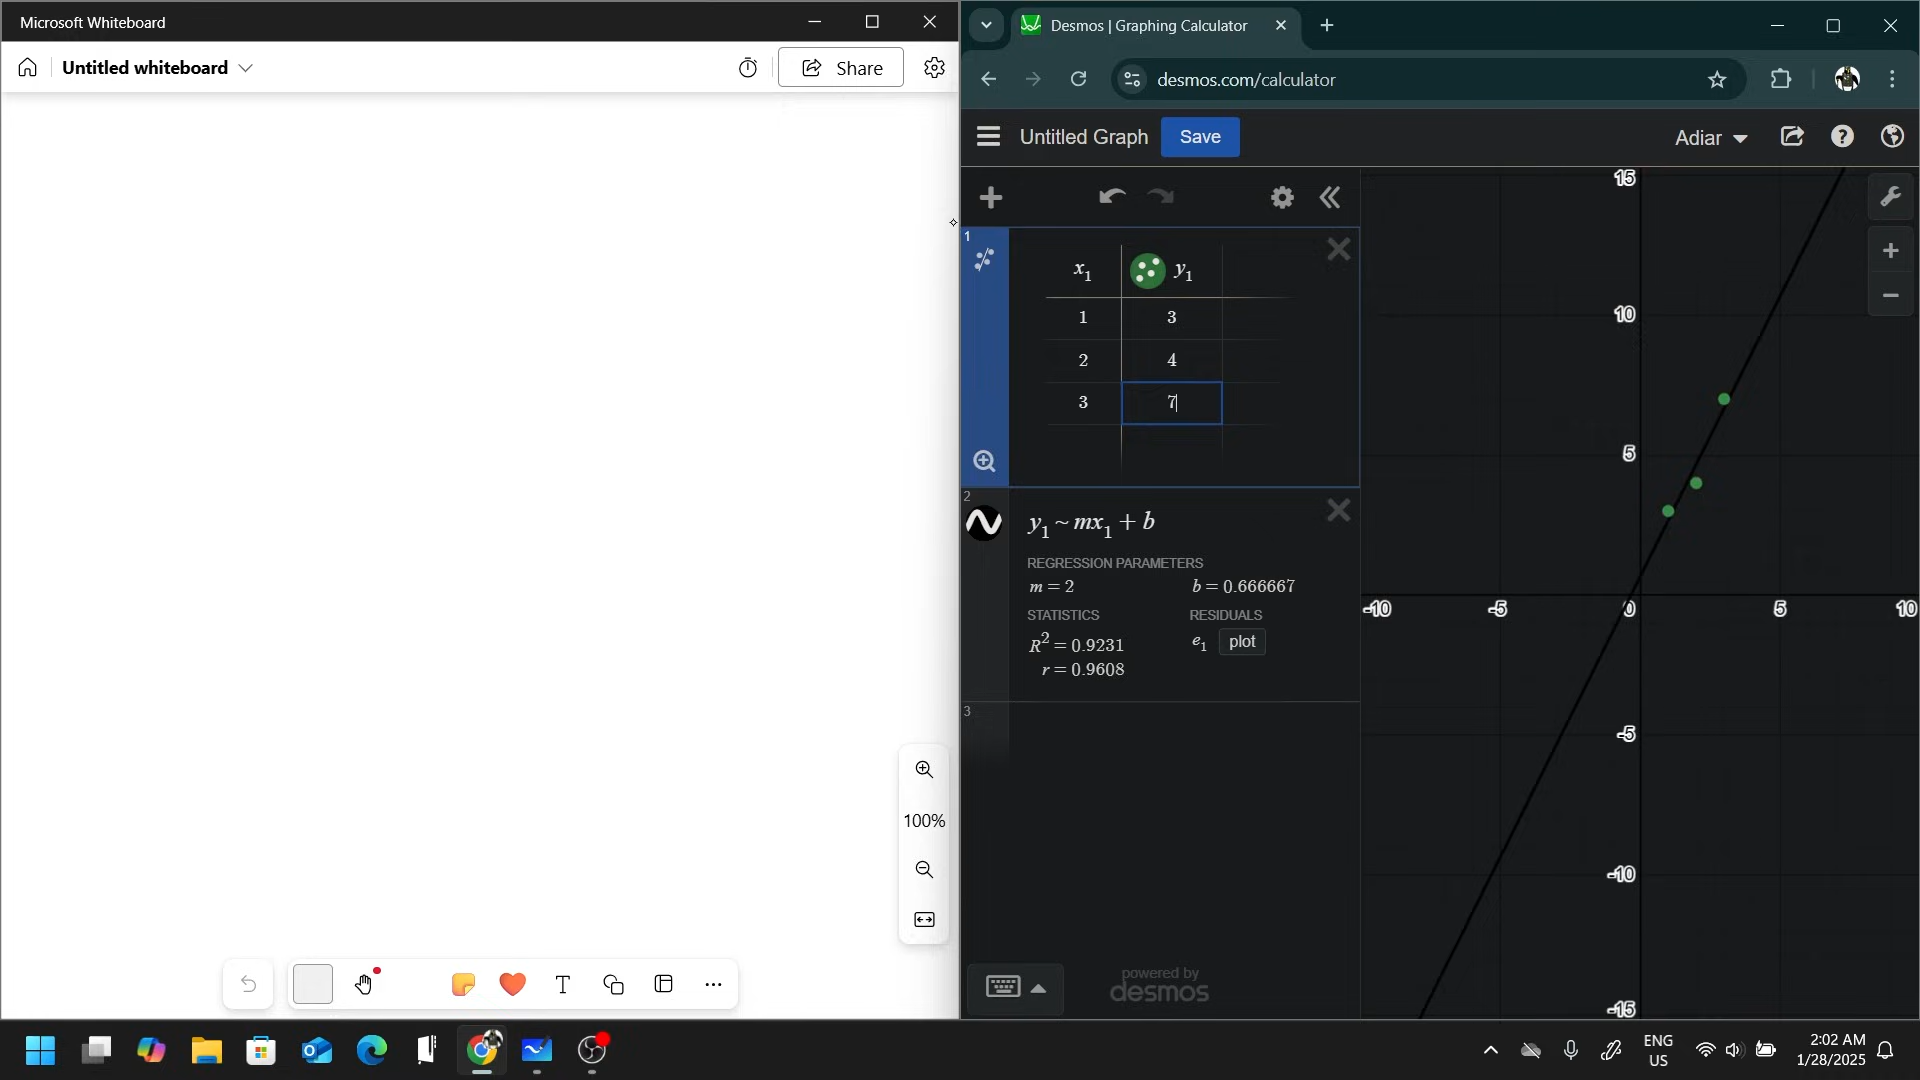 Microsoft Whiteboard
Untitled whiteboard
Share
100%
Desmos | Graphing Calculator
desmos.com/calculator
Untitled Graph
Save
Adiar
1
x₁ y₁
1 3
2 4
3 7
2
y₁ ~ mx₁ + b
REGRESSION PARAMETERS
m = 2 b = 0.666667
STATISTICS RESIDUALS
R² = 0.9231 e₁ plot
r = 0.9608
3
powered by
desmos
15
10
5
-10 -5 0 5 10
-5
-10
-15
ENG
US
2:02 AM
1/28/2025